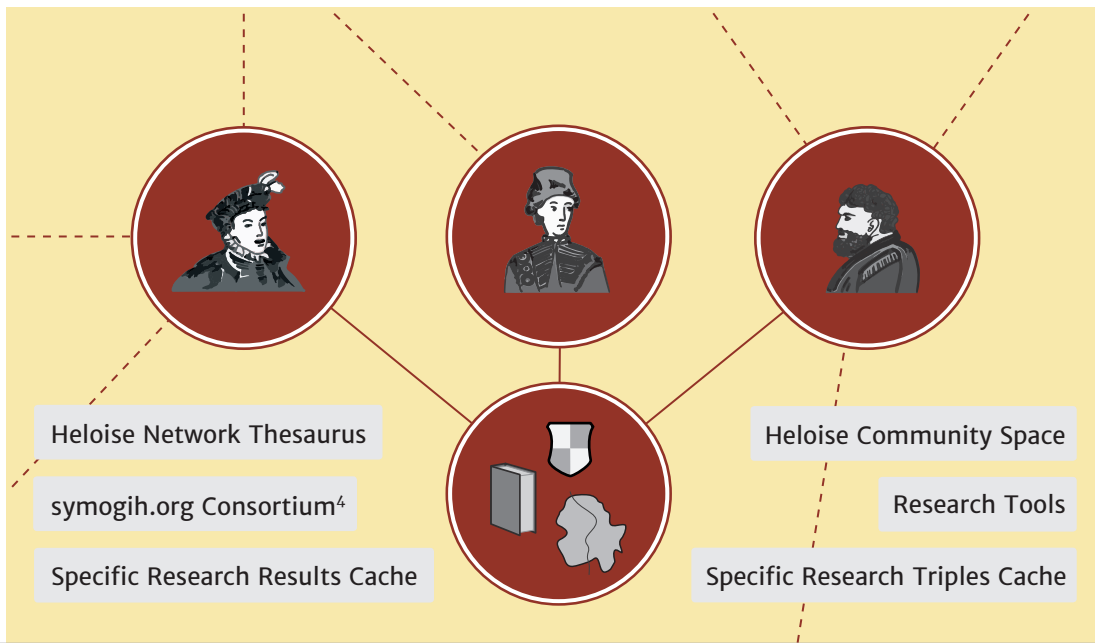 Heloise Network Thesaurus
symogih.org Consortium⁴
Specific Research Results Cache
Heloise Community Space
Research Tools
Specific Research Triples Cache